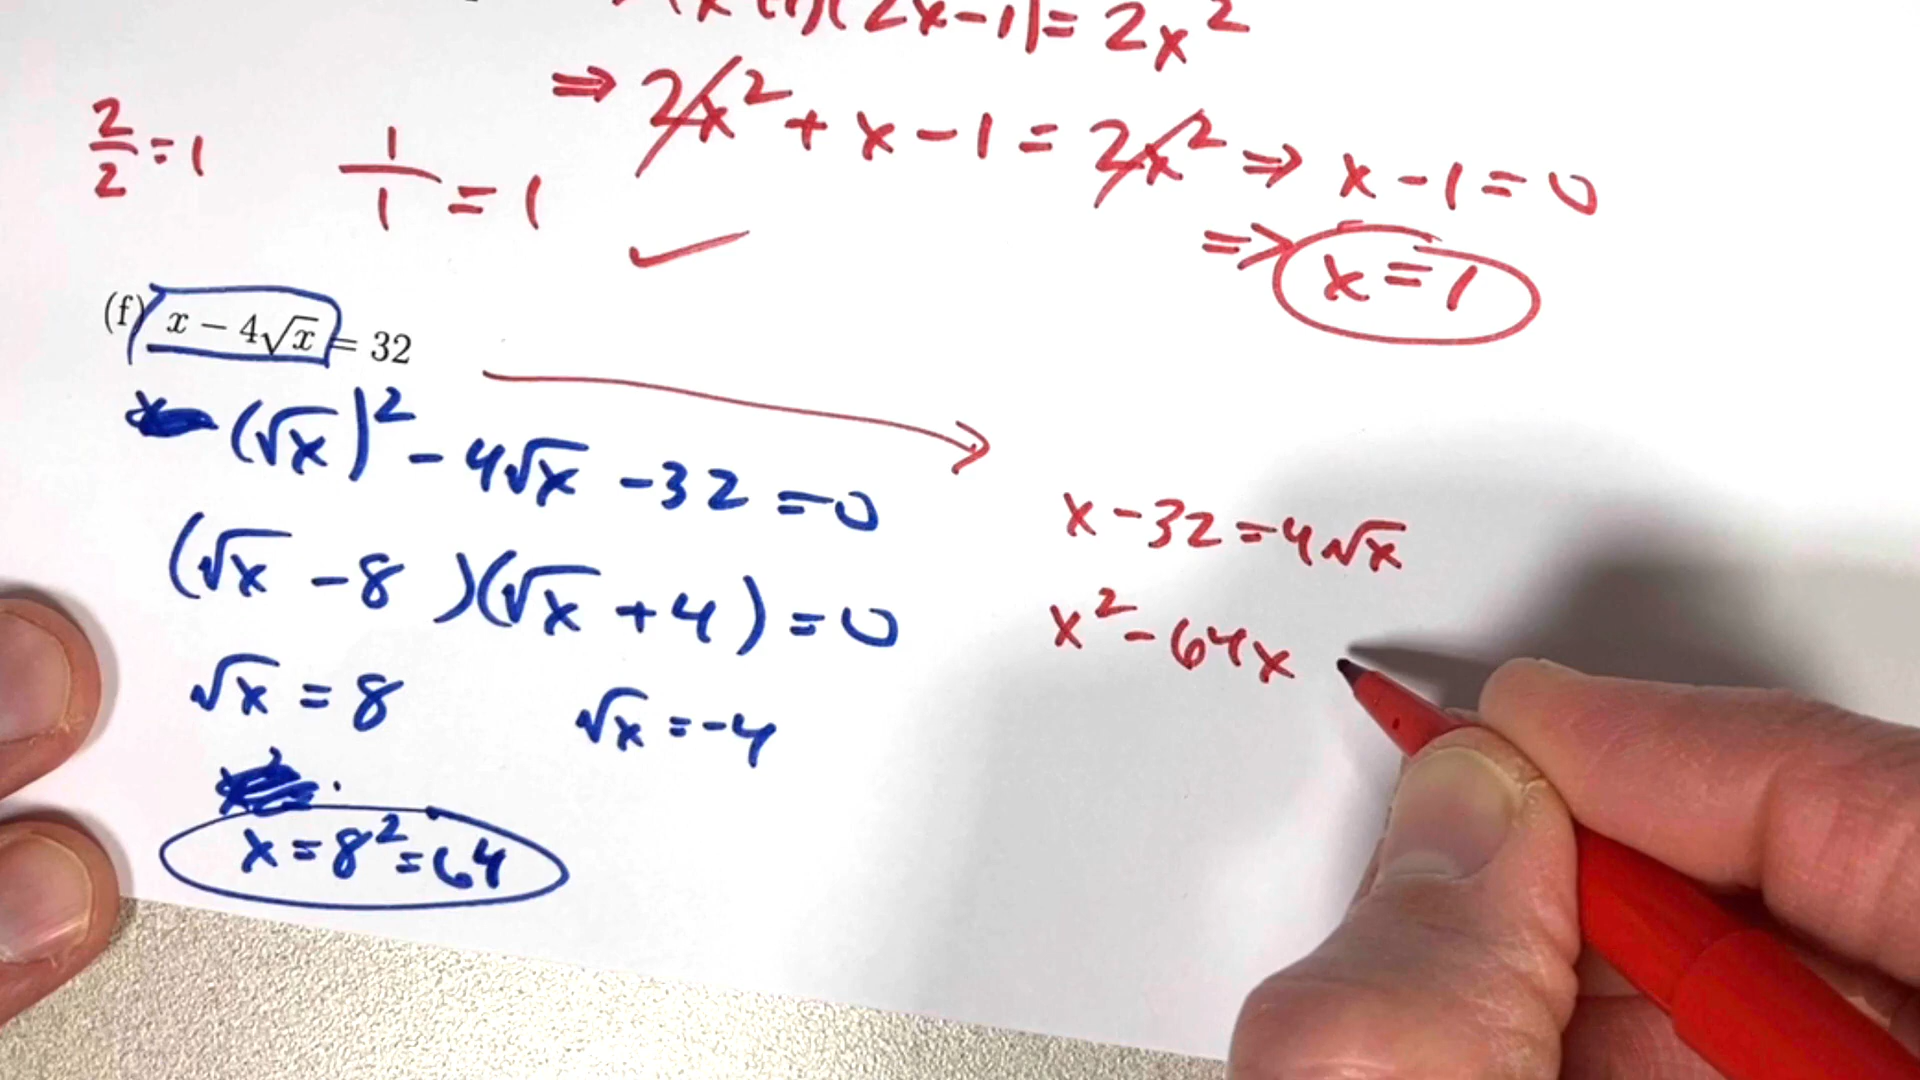 (x+1)(2x-1)=2x²
⇒ 2x² + x - 1 = 2x² ⇒ x - 1 = 0
2/2 = 1
1/1 = 1
⇒ x = 1
✓
(f) x − 4√x = 32
(√x)² - 4√x - 32 = 0
(√x - 8)(√x + 4) = 0
√x = 8 √x = -4
x = 8² = 64
x - 32 = 4√x
x² - 64x